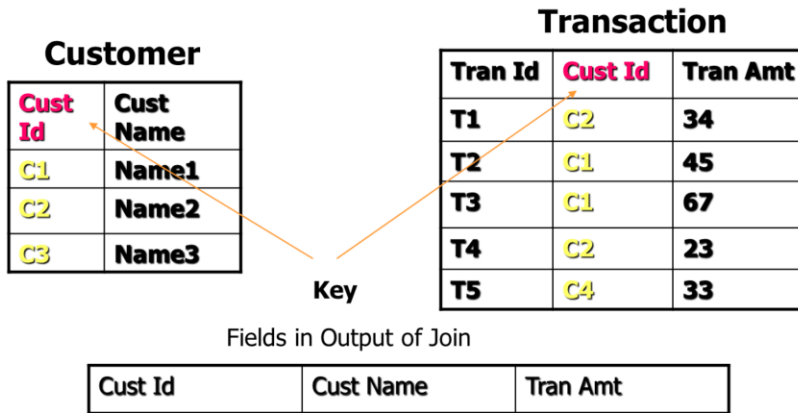 Customer
Cust Id Cust Name
C1 Name1
C2 Name2
C3 Name3
Transaction
Tran Id Cust Id Tran Amt
T1 C2 34
T2 C1 45
T3 C1 67
T4 C2 23
T5 C4 33
Key
Fields in Output of Join
Cust Id Cust Name Tran Amt